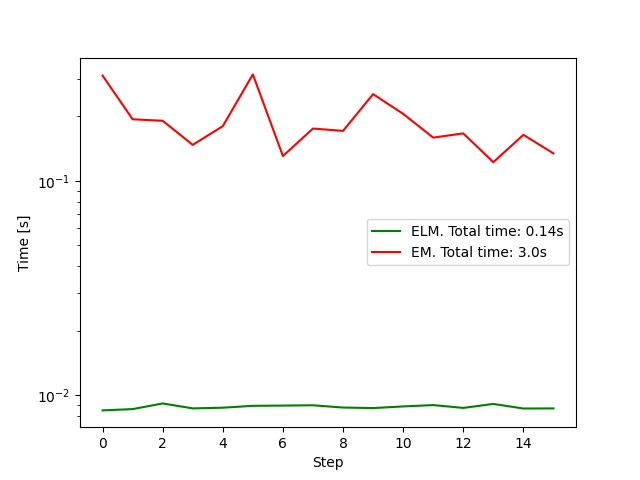 10⁻¹
10⁻²
Time [s]
ELM. Total time: 0.14s
EM. Total time: 3.0s
0 2 4 6 8 10 12 14
Step